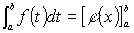 ∫ₐᵇ f(t)dt = [℘{x)]ₐᵇ